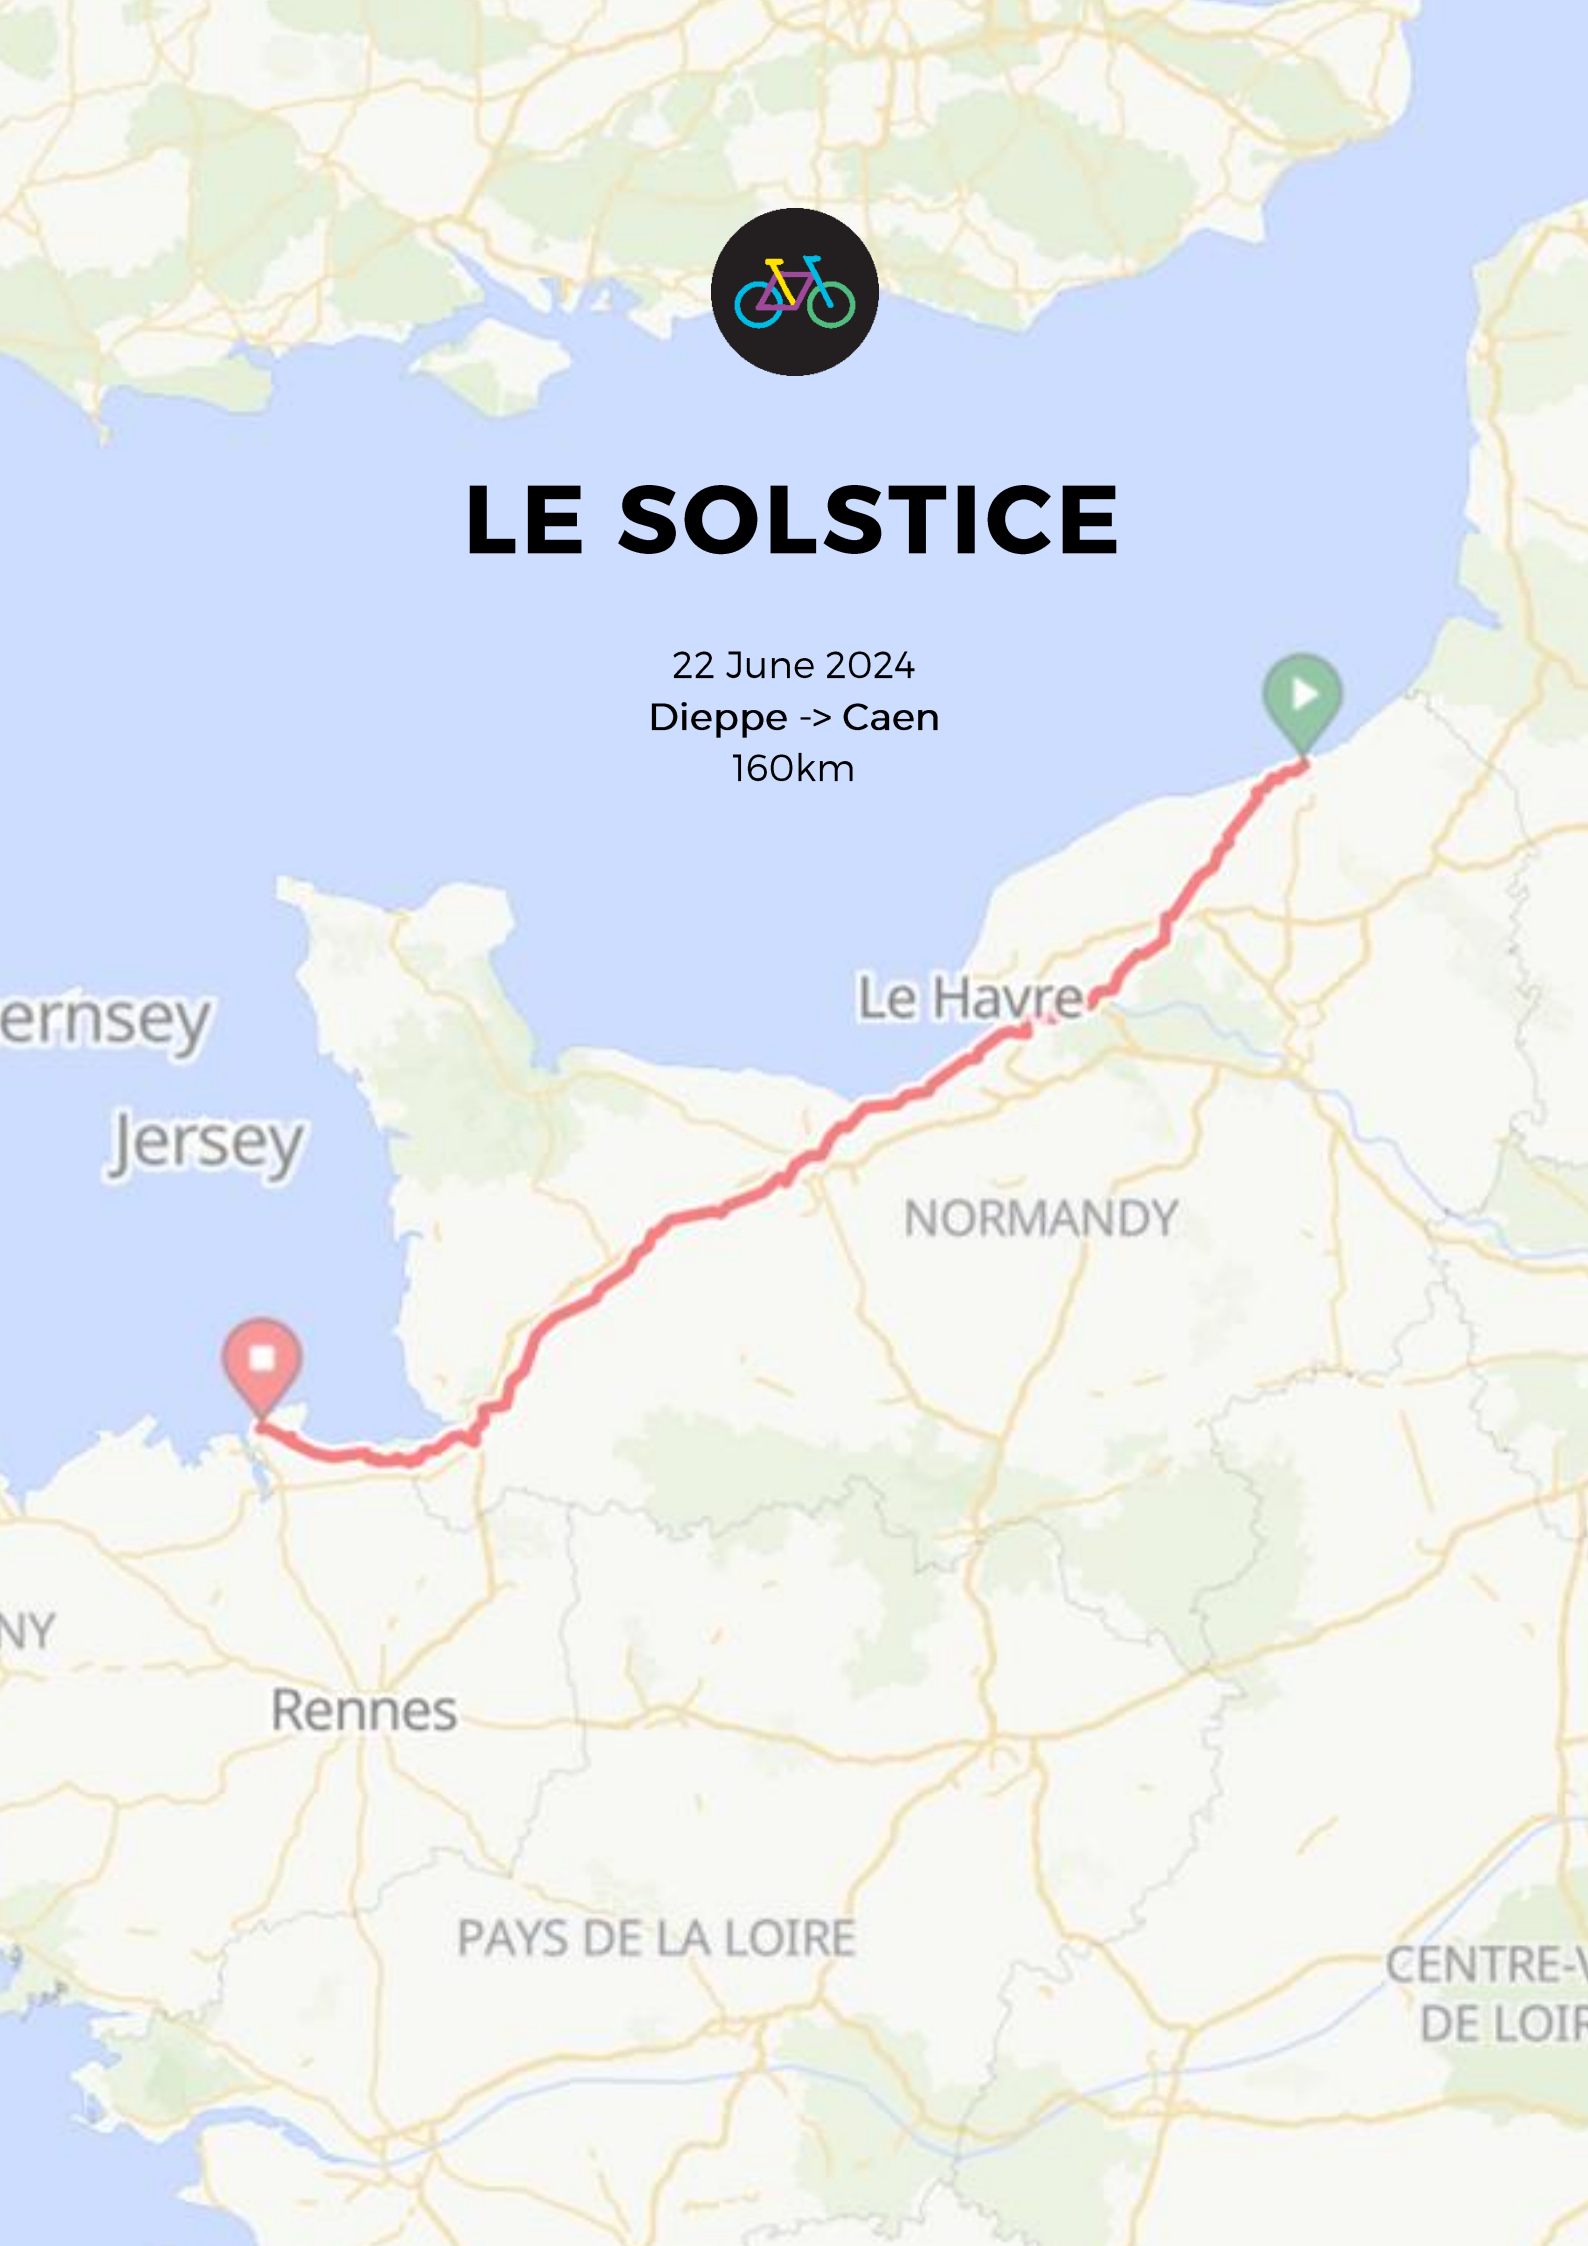 LE SOLSTICE
22 June 2024
Dieppe -> Caen
160km
Le Havre
ernsey
Jersey
NORMANDY
NY
Rennes
PAYS DE LA LOIRE
CENTRE-V
DE LOIR